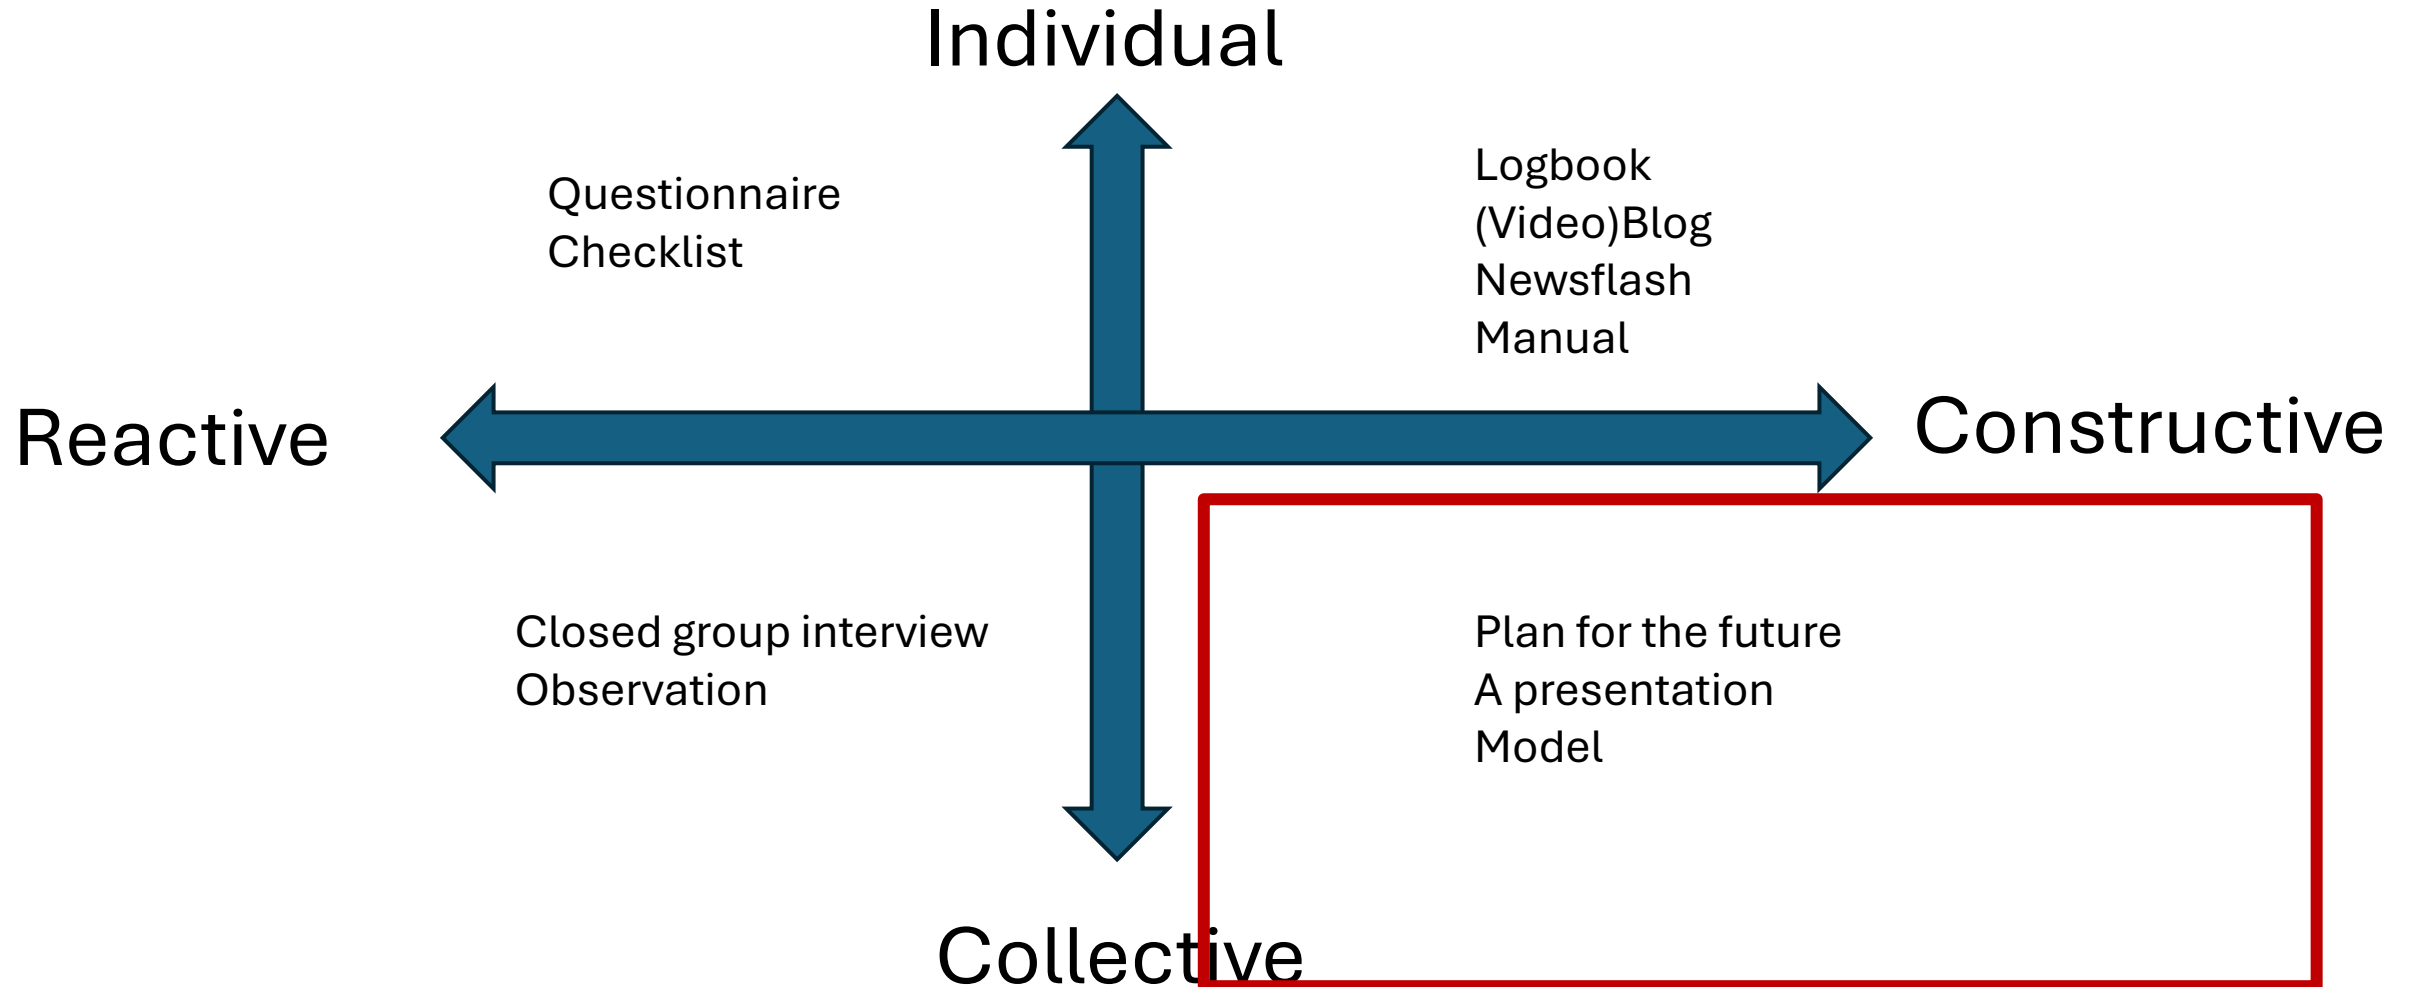 Individual
Questionnaire
Checklist
Logbook
(Video)Blog
Newsflash
Manual
Reactive
Constructive
Closed group interview
Observation
Plan for the future
A presentation
Model
Collective